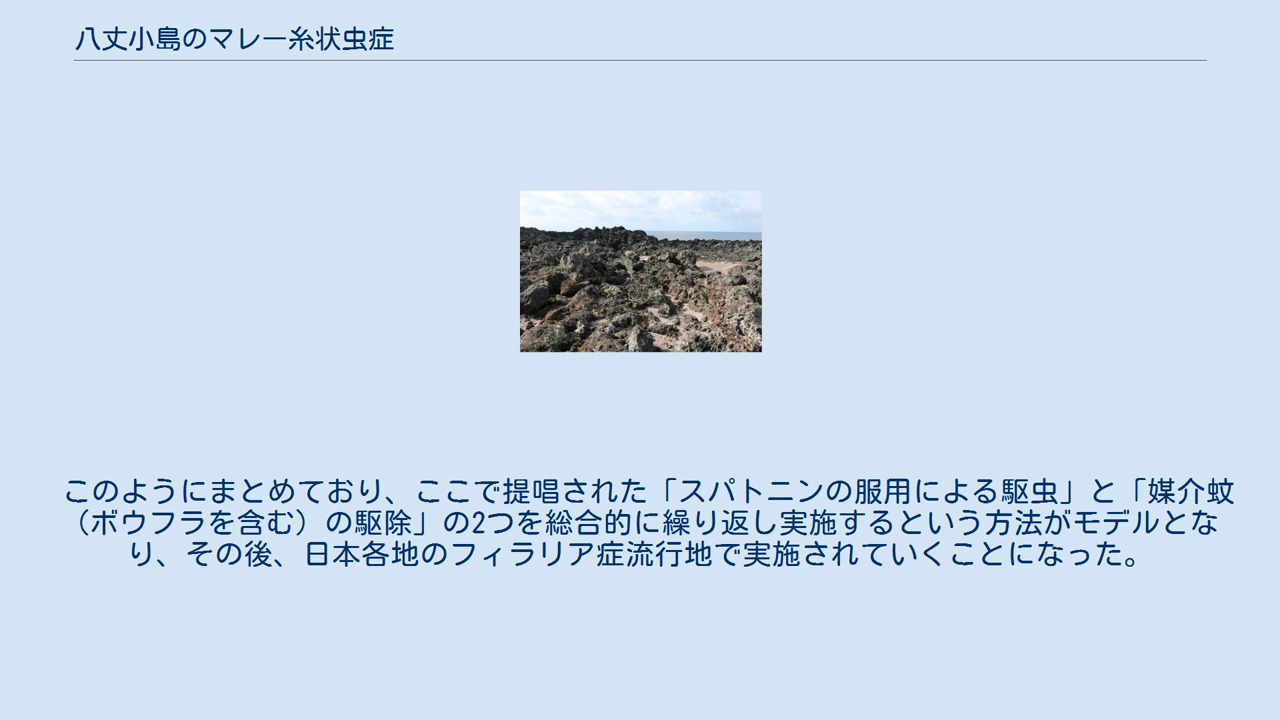 八丈小島のマレー糸状虫症
このようにまとめており、ここで提唱された「スパトニンの服用による駆虫」と「媒介蚊
（ボウフラを含む）の駆除」の2つを総合的に繰り返し実施するという方法がモデルとな
り、その後、日本各地のフィラリア症流行地で実施されていくことになった。